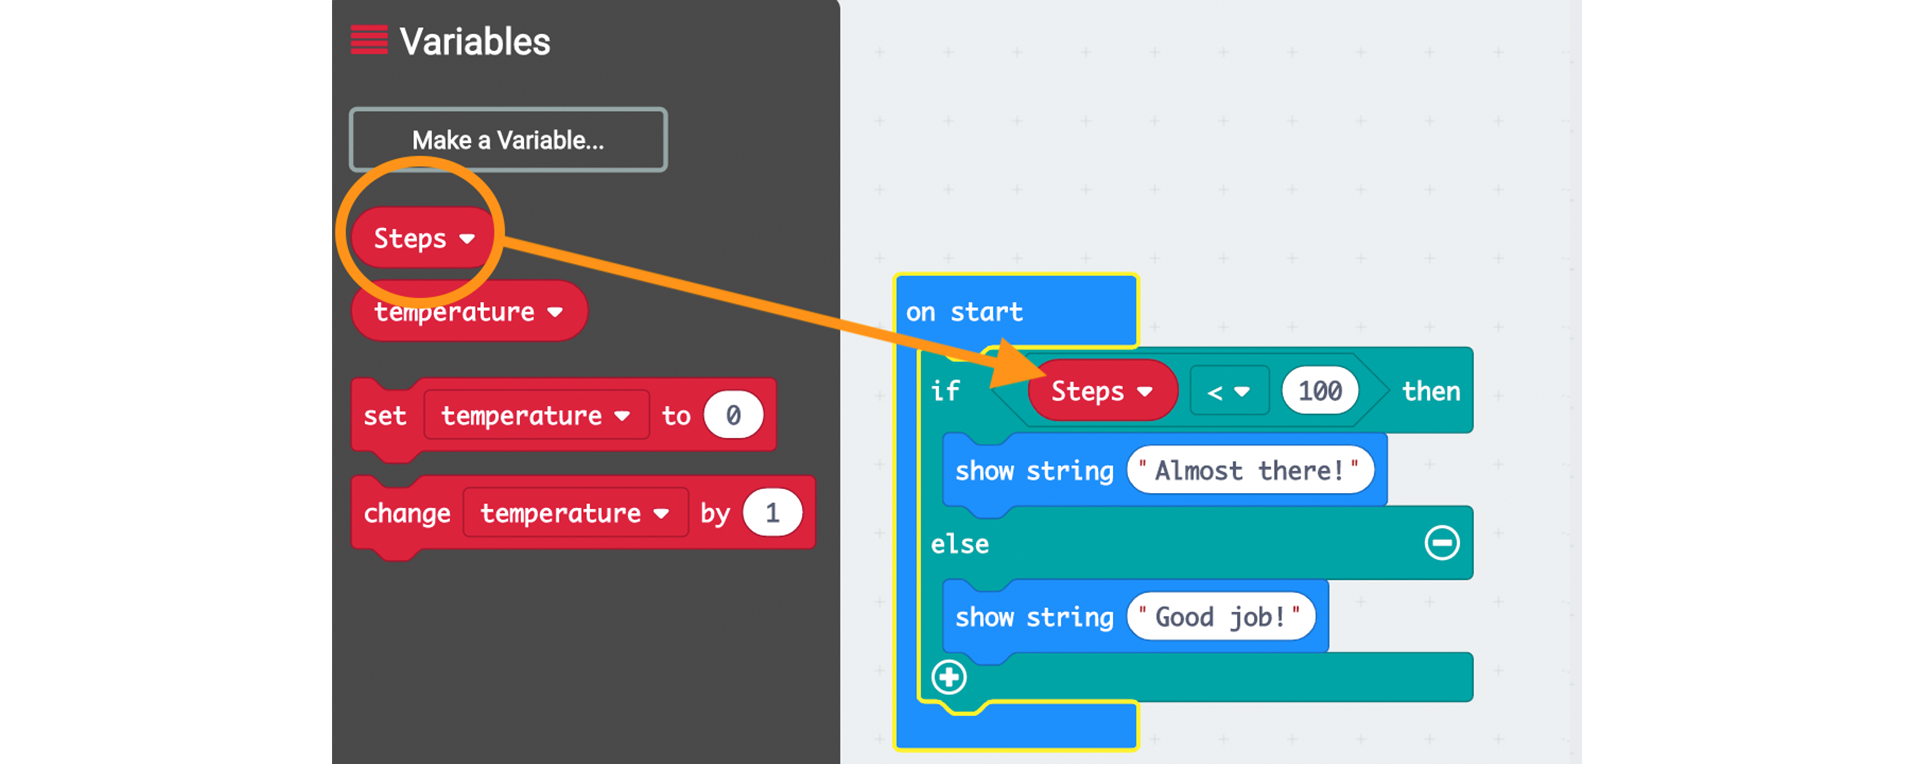 Variables
Make a Variable...
Steps
temperature
set temperature to 0
change temperature by 1
on start
if Steps < 100 then
show string "Almost there!"
else
show string "Good job!"